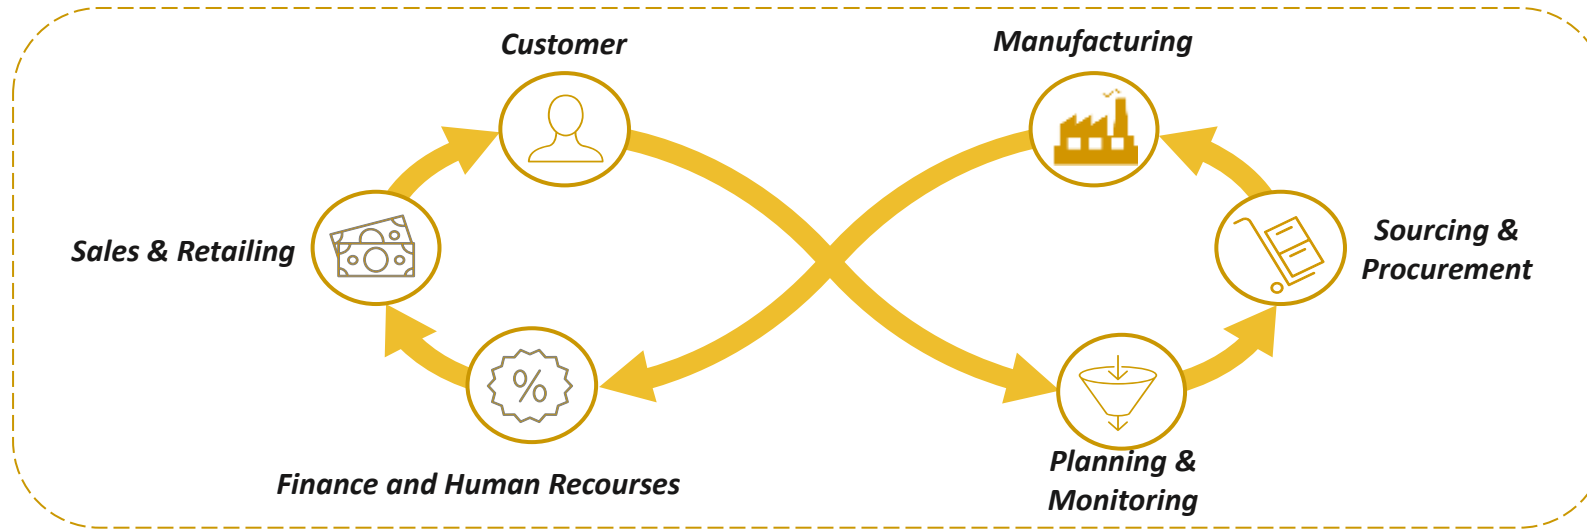 Customer
Manufacturing
Sales & Retailing
Sourcing &
Procurement
%
Finance and Human Recourses
Planning &
Monitoring